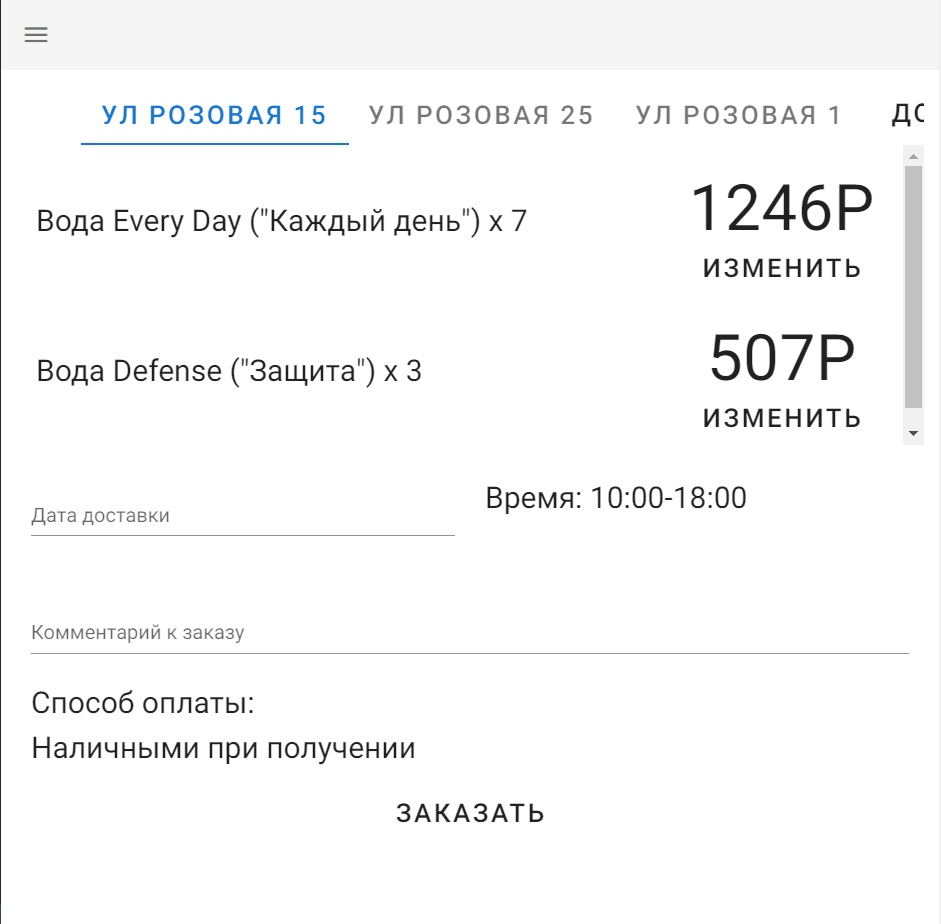 УЛ РОЗОВАЯ 15 УЛ РОЗОВАЯ 25 УЛ РОЗОВАЯ 1
Вода Every Day ("Каждый день") x 7 1246Р
ИЗМЕНИТЬ
Вода Defense ("Защита") x 3 507Р
ИЗМЕНИТЬ
Дата доставки Время: 10:00-18:00
Комментарий к заказу
Способ оплаты:
Наличными при получении
ЗАКАЗАТЬ